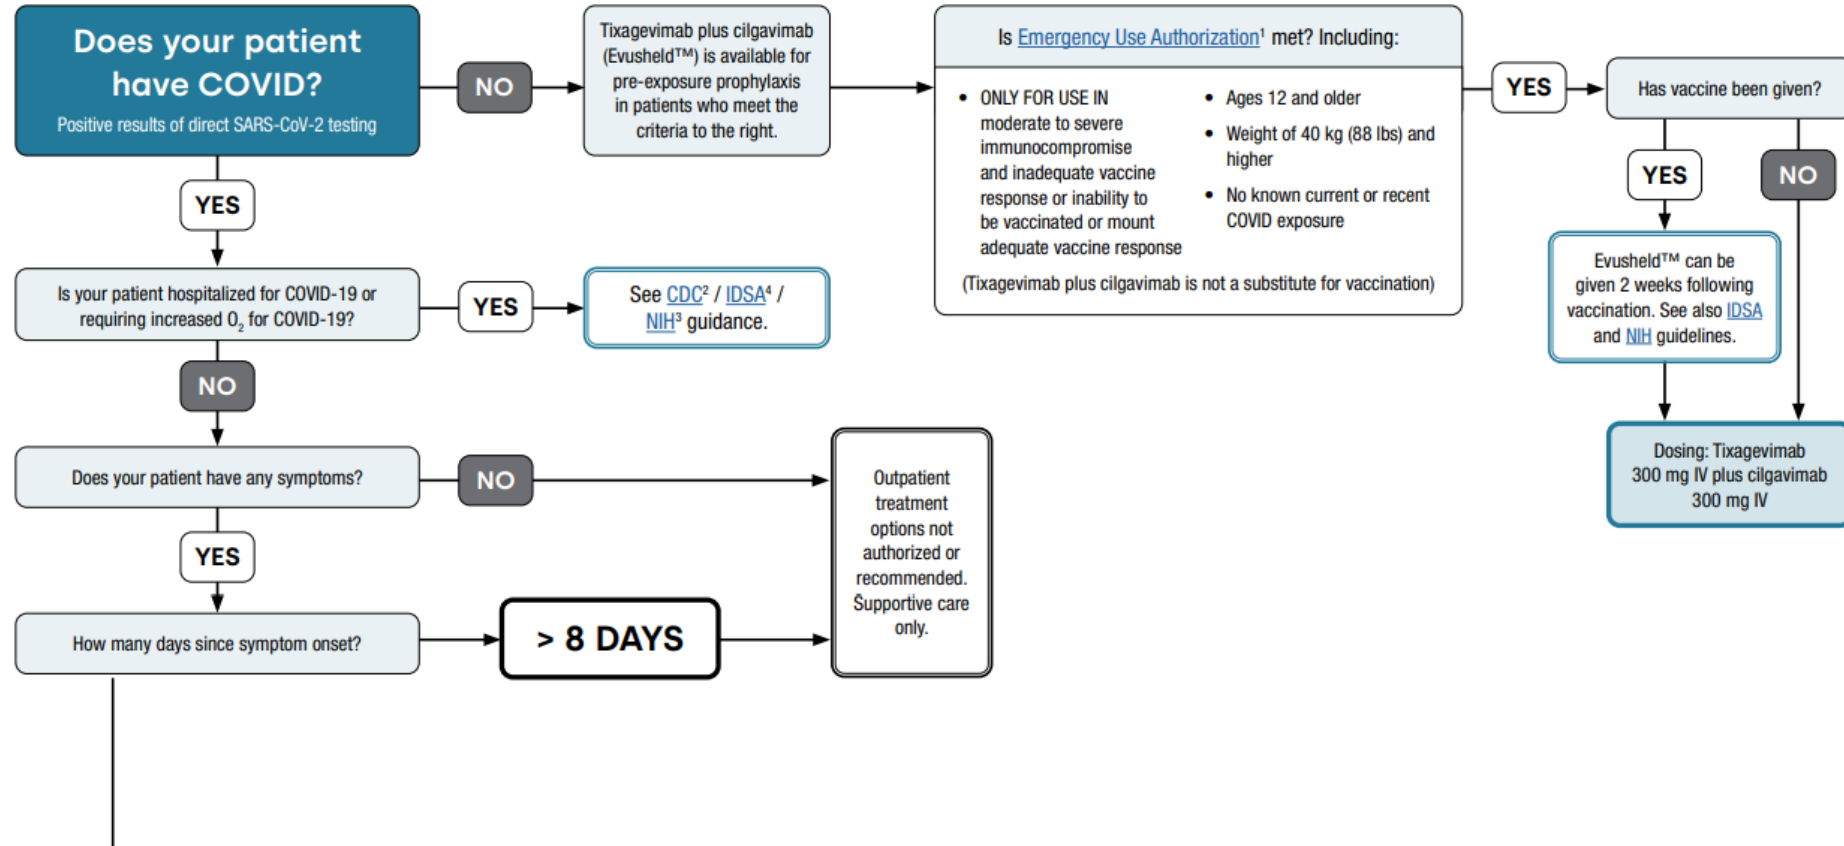 Does your patient
have COVID?
Positive results of direct SARS-CoV-2 testing
NO
Tixagevimab plus cilgavimab
(Evusheld™) is available for
pre-exposure prophylaxis
in patients who meet the
criteria to the right.
Is Emergency Use Authorization¹ met? Including:
• ONLY FOR USE IN
moderate to severe
immunocompromise
and inadequate vaccine
response or inability to
be vaccinated or mount
adequate vaccine response
• Ages 12 and older
• Weight of 40 kg (88 lbs) and
higher
• No known current or recent
COVID exposure
(Tixagevimab plus cilgavimab is not a substitute for vaccination)
YES
Has vaccine been given?
YES
NO
Evusheld™ can be
given 2 weeks following
vaccination. See also IDSA
and NIH guidelines.
Dosing: Tixagevimab
300 mg IV plus cilgavimab
300 mg IV
YES
Is your patient hospitalized for COVID-19 or
requiring increased O₂ for COVID-19?
YES
See CDC² / IDSA⁴ /
NIH³ guidance.
NO
Does your patient have any symptoms?
NO
Outpatient
treatment
options not
authorized or
recommended.
Supportive care
only.
YES
How many days since symptom onset?
> 8 DAYS